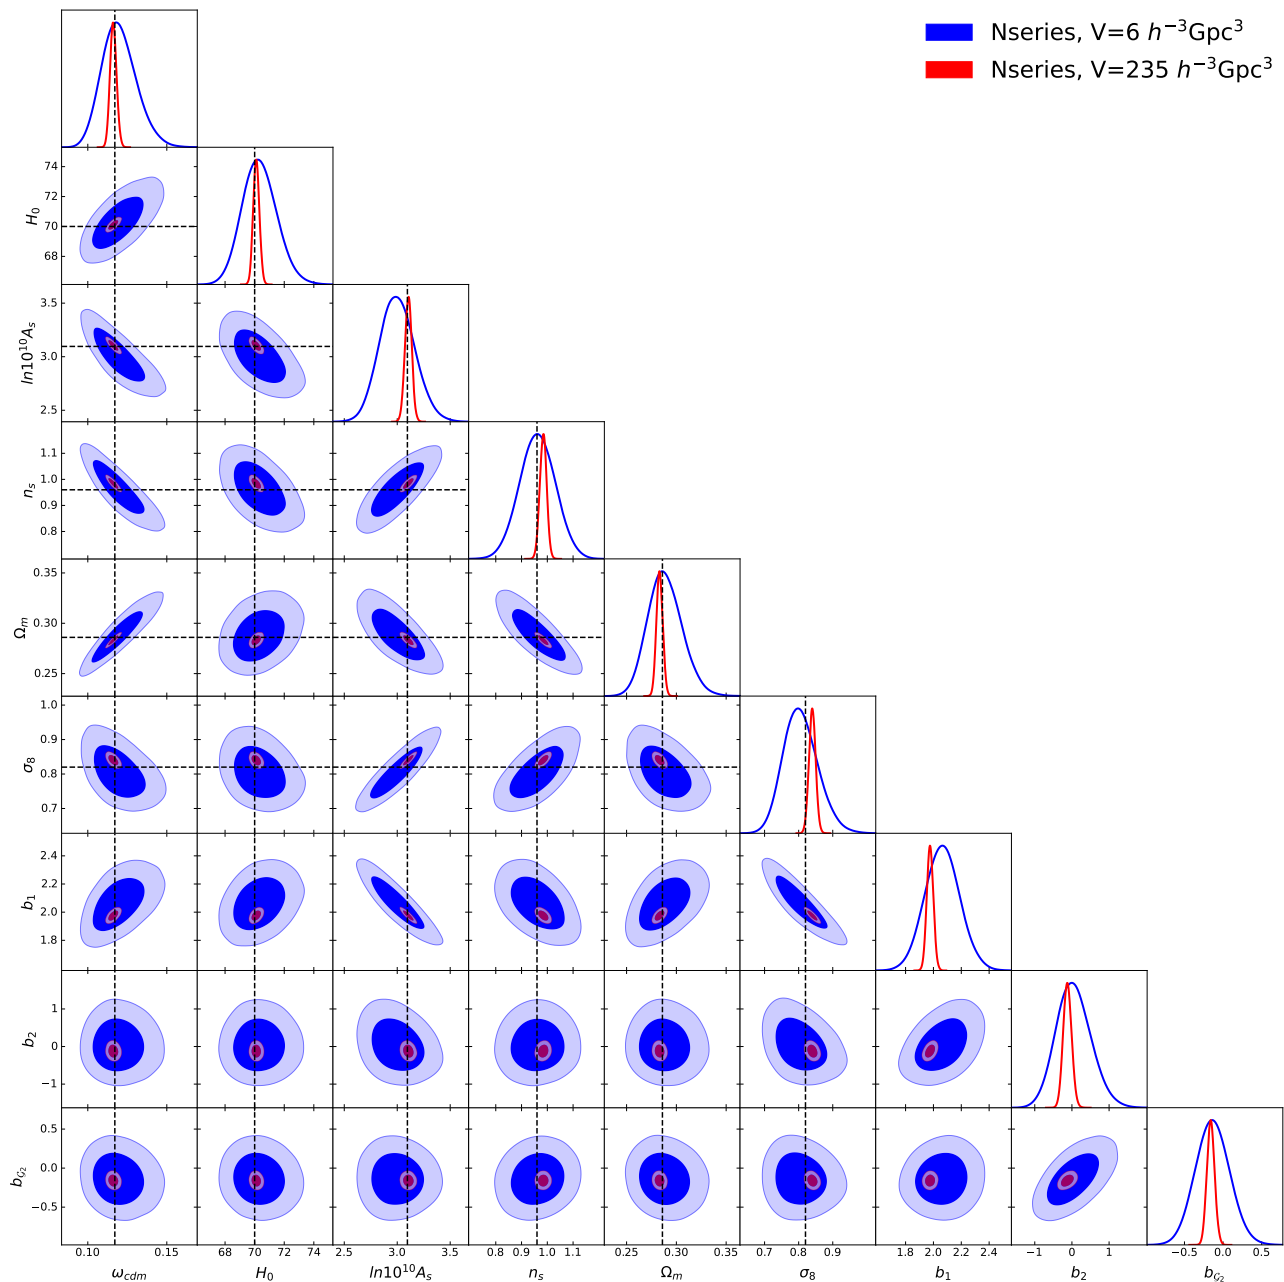 Nseries, V=6 h⁻³Gpc³
Nseries, V=235 h⁻³Gpc³
74
72
70
68
H₀
3.5
3.0
2.5
ln10¹⁰Aₛ
1.1
1.0
0.9
0.8
nₛ
0.35
0.30
0.25
Ωₘ
1.0
0.9
0.8
0.7
σ₈
2.4
2.2
2.0
1.8
b₁
1
0
−1
b₂
0.5
0.0
−0.5
b_𝒢₂
0.10 0.15 68 70 72 74 2.5 3.0 3.5 0.8 0.9 1.0 1.1 0.25 0.30 0.35 0.7 0.8 0.9 1.8 2.0 2.2 2.4 −1 0 1 −0.5 0.0 0.5
ω_cdm H₀ ln10¹⁰Aₛ nₛ Ωₘ σ₈ b₁ b₂ b_𝒢₂